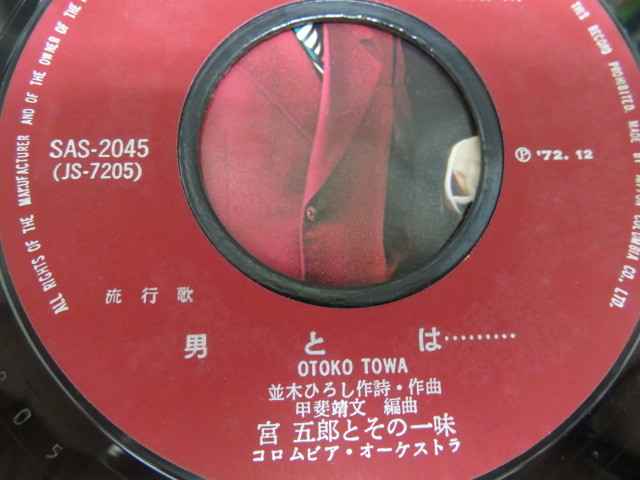 ALL RIGHTS OF THE MANUFACTURER AND OF THE OWNER OF THE
THIS RECORD PROHIBITED. MADE BY NIPPON COLUMBIA CO., LTD.
SAS-2045
(JS-7205)
Ⓟ '72.12
流行歌
男とは………
OTOKO TOWA
並木ひろし作詩・作曲
甲斐靖文 編曲
宮 五郎とその一味
コロムビア・オーケストラ
205